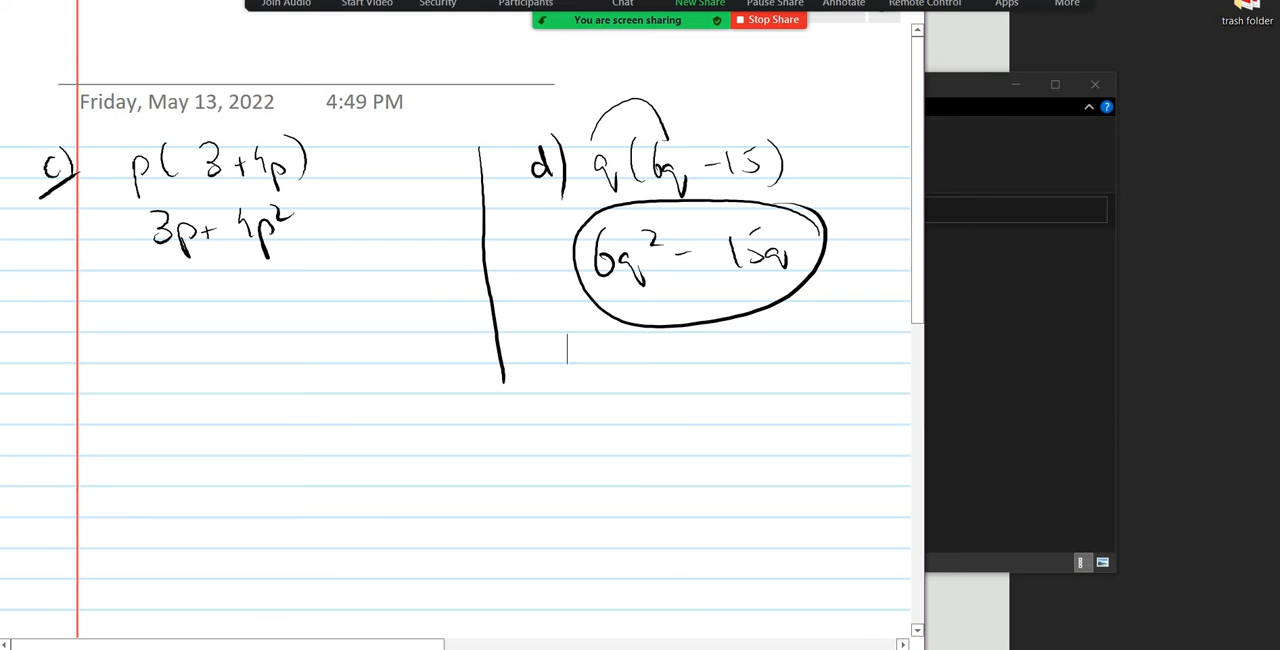 Join Audio Start Video Security Participants Chat New Share Pause Share Annotate Remote Control Apps More
You are screen sharing Stop Share
trash folder
Friday, May 13, 2022 4:49 PM
c) p( 3 +4p)
3p+ 4p²
d) q(6q -15)
6q² - 15q